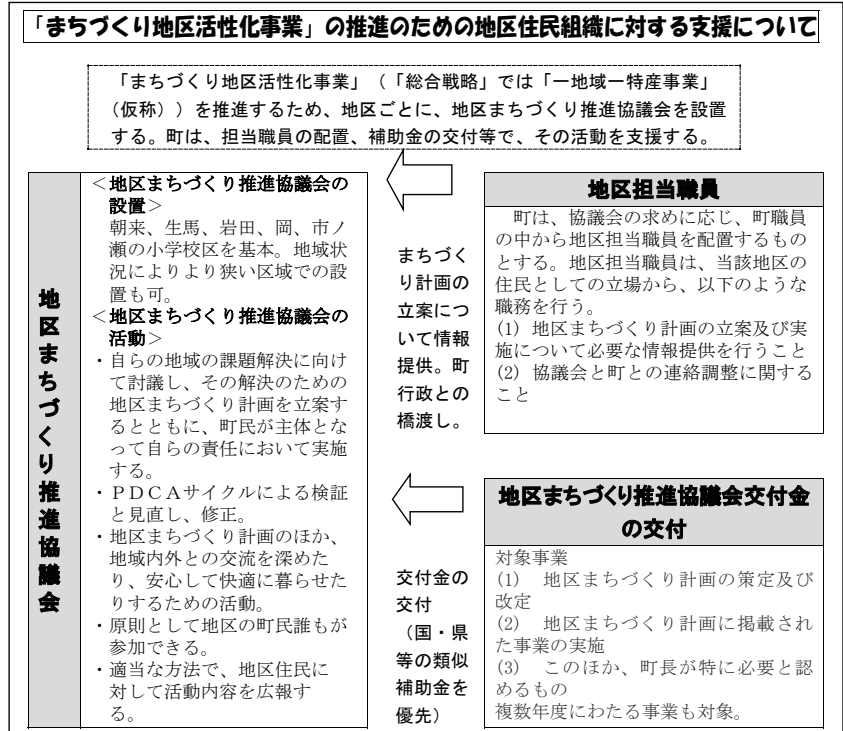 「まちづくり地区活性化事業」の推進のための地区住民組織に対する支援について
「まちづくり地区活性化事業」（「総合戦略」では「一地域一特産事業」
（仮称））を推進するため、地区ごとに、地区まちづくり推進協議会を設置
する。町は、担当職員の配置、補助金の交付等で、その活動を支援する。
地区まちづくり推進協議会
＜地区まちづくり推進協議会の
設置＞
朝来、生馬、岩田、岡、市ノ
瀬の小学校区を基本。地域状
況によりより狭い区域での設
置も可。
＜地区まちづくり推進協議会の
活動＞
・自らの地域の課題解決に向け
て討議し、その解決のための
地区まちづくり計画を立案す
るとともに、町民が主体とな
って自らの責任において実施
する。
・ＰＤＣＡサイクルによる検証
と見直し、修正。
・地区まちづくり計画のほか、
地域内外との交流を深めた
り、安心して快適に暮らせた
りするための活動。
・原則として地区の町民誰もが
参加できる。
・適当な方法で、地区住民に
対して活動内容を広報す
る。
まちづく
り計画の
立案につ
いて情報
提供。町
行政との
橋渡し。
地区担当職員
町は、協議会の求めに応じ、町職員
の中から地区担当職員を配置するもの
とする。地区担当職員は、当該地区の
住民としての立場から、以下のような
職務を行う。
(1) 地区まちづくり計画の立案及び実
施について必要な情報提供を行うこと
(2) 協議会と町との連絡調整に関する
こと
交付金の
交付
（国・県
等の類似
補助金を
優先）
地区まちづくり推進協議会交付金
の交付
対象事業
(1)　地区まちづくり計画の策定及び
改定
(2)　地区まちづくり計画に掲載され
た事業の実施
(3)　このほか、町長が特に必要と認
めるもの
複数年度にわたる事業も対象。